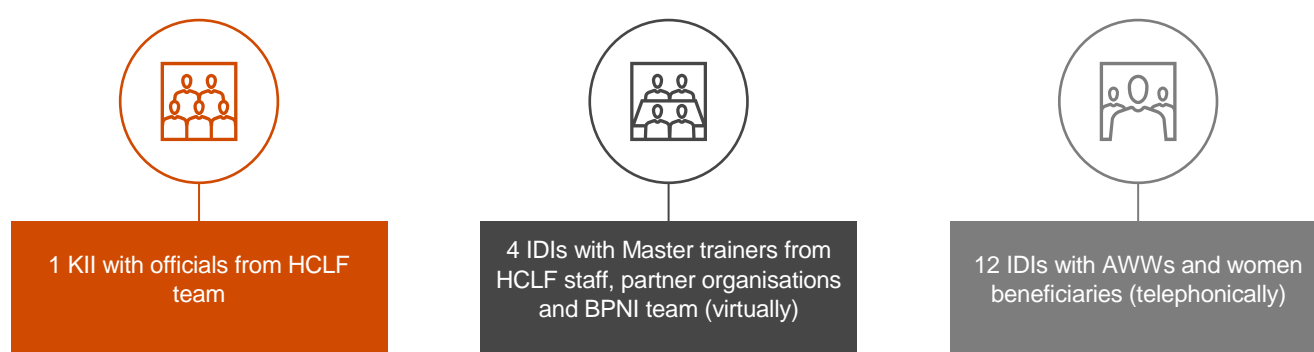 1 KII with officials from HCLF
team
4 IDIs with Master trainers from
HCLF staff, partner organisations
and BPNI team (virtually)
12 IDIs with AWWs and women
beneficiaries (telephonically)